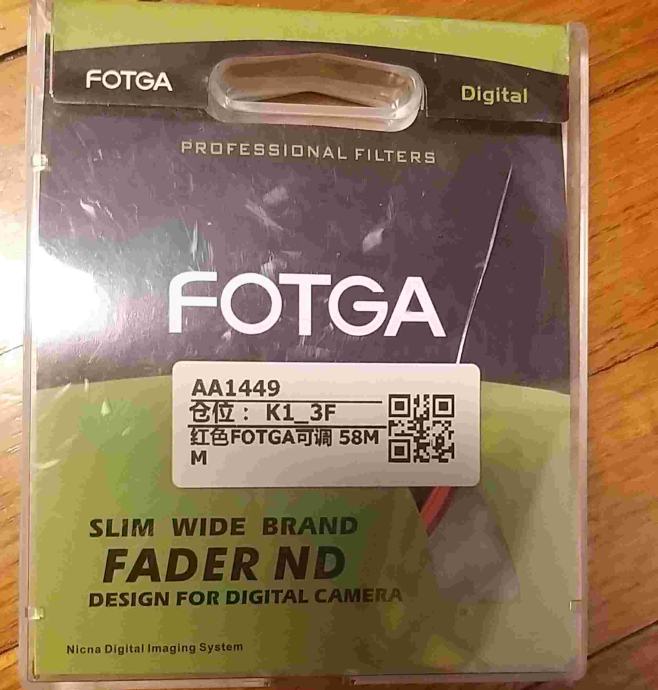 FOTGA
Digital
PROFESSIONAL FILTERS
FOTGA
AA1449
仓位： K1_3F
红色FOTGA可调 58M
M
SLIM WIDE BRAND
FADER ND
DESIGN FOR DIGITAL CAMERA
Nicna Digital Imaging System